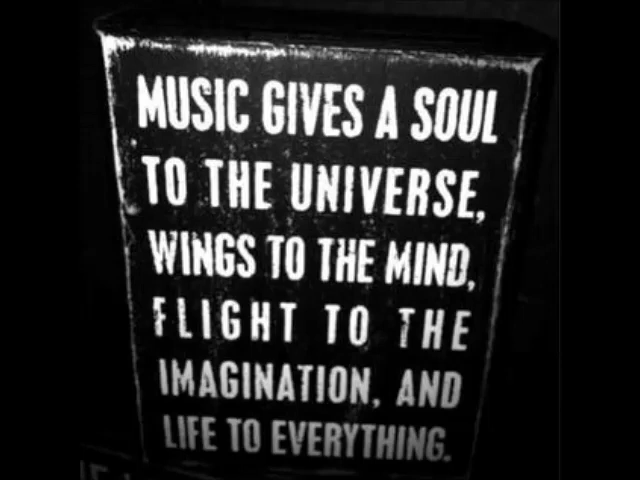 MUSIC GIVES A SOUL
TO THE UNIVERSE,
WINGS TO THE MIND,
FLIGHT TO THE
IMAGINATION, AND
LIFE TO EVERYTHING.